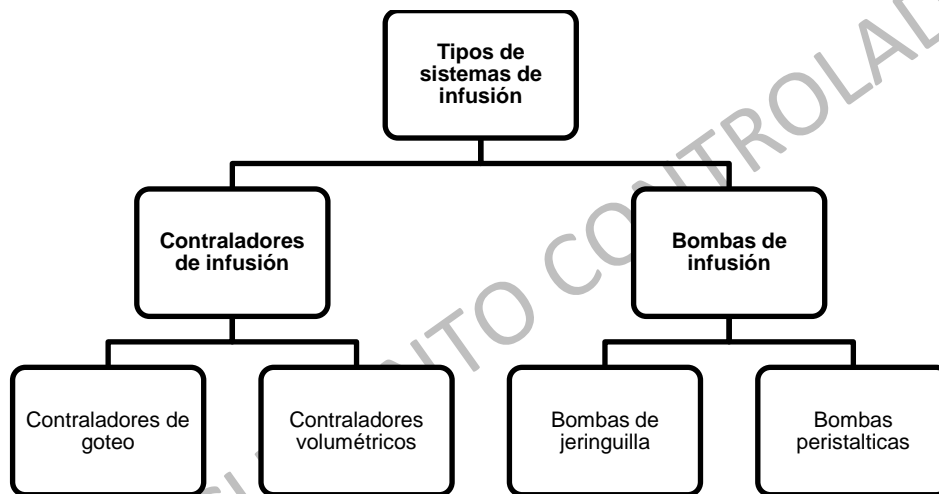 Tipos de
sistemas de
infusión
Contraladores
de infusión
Bombas de
infusión
Contraladores de
goteo
Contraladores
volumétricos
Bombas de
jeringuilla
Bombas
peristalticas